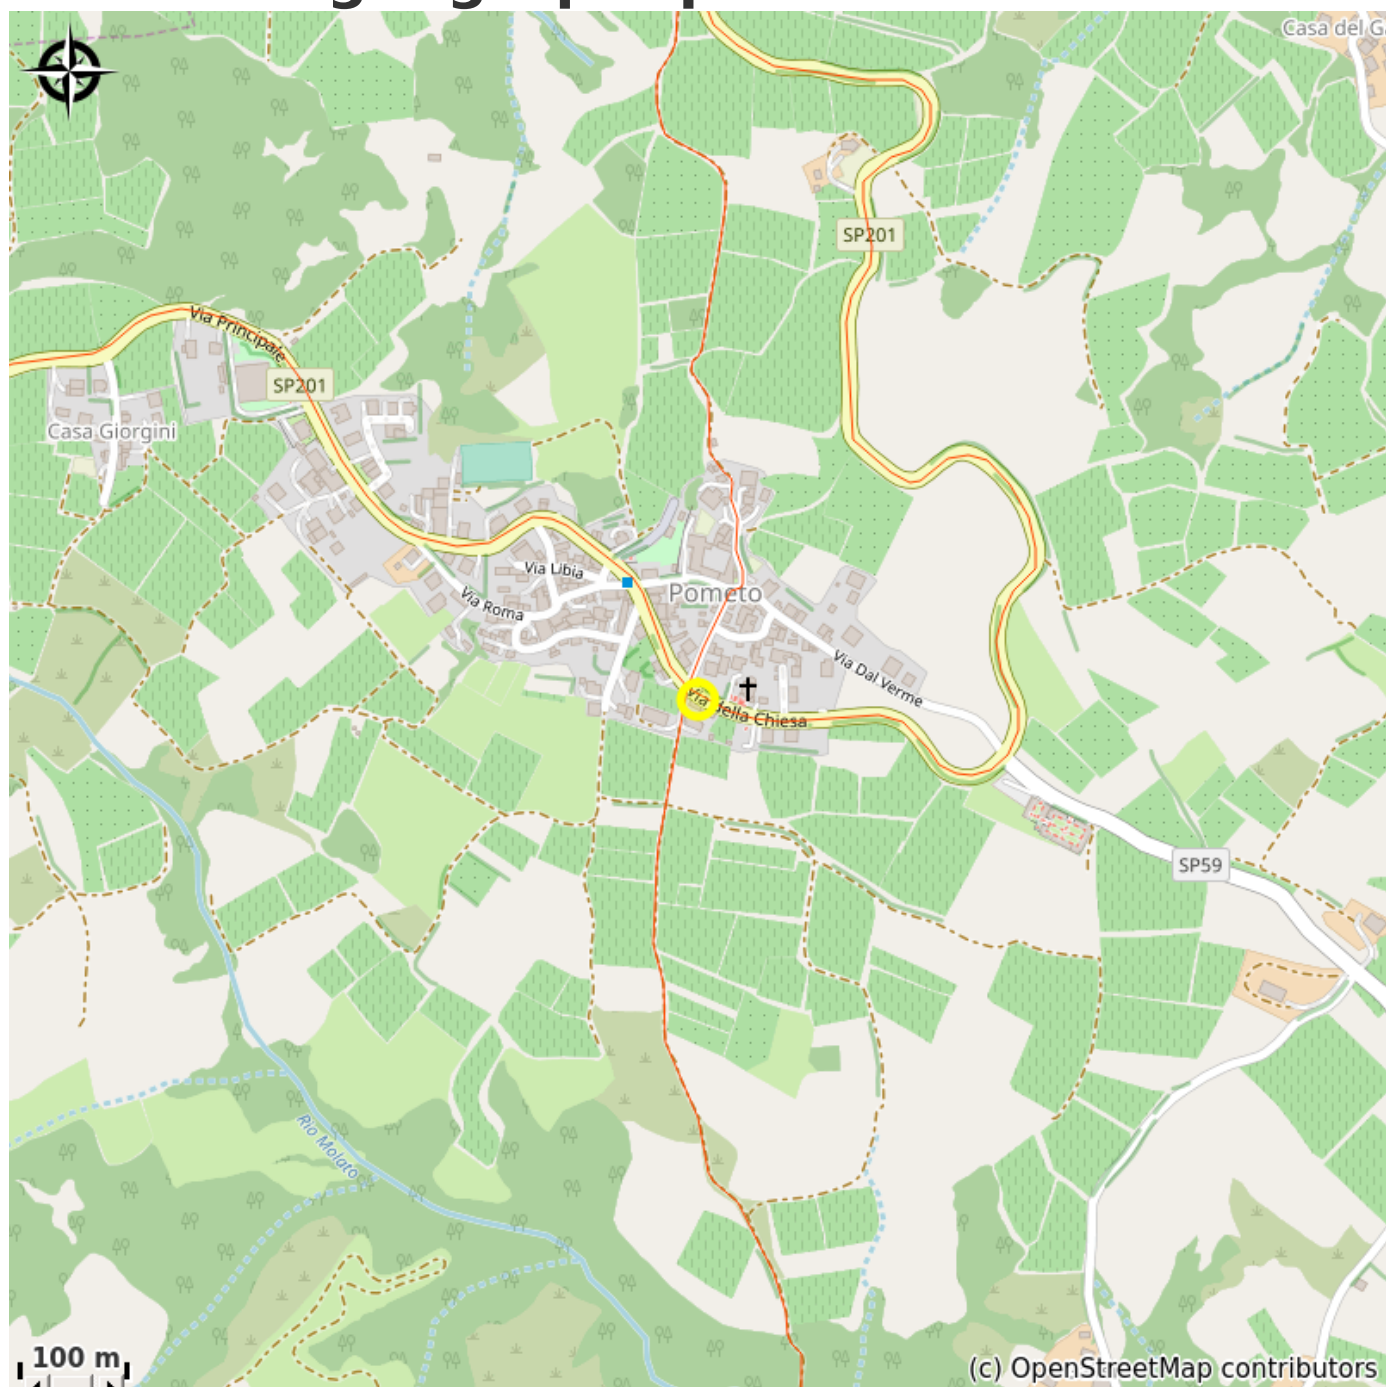 Casa del G
SP201
Via Principale
SP201
Casa Giorgini
Via Libia
Pometo
Via Roma
Via Dal Verme
Via della Chiesa
SP59
Rio Molato
100 m
(c) OpenStreetMap contributors